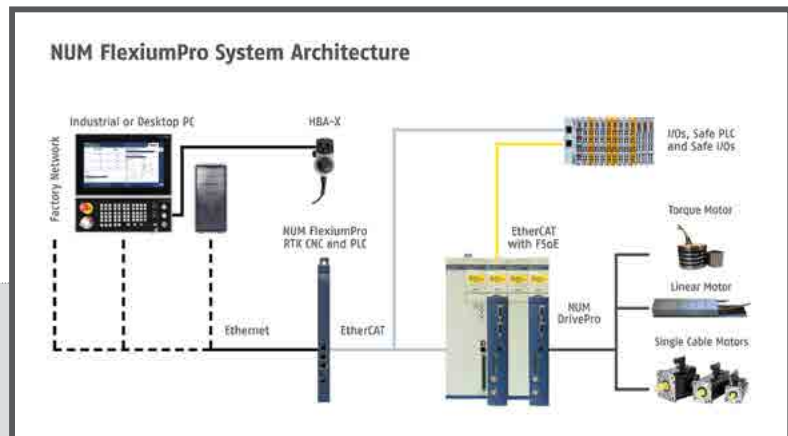 NUM FlexiumPro System Architecture
Industrial or Desktop PC
HBA-X
Factory Network
I/Os, Safe PLC
and Safe I/Os
NUM FlexiumPro
RTK CNC and PLC
EtherCAT
with FSoE
Torque Motor
Linear Motor
NUM
DrivePro
Ethernet
EtherCAT
Single Cable Motors